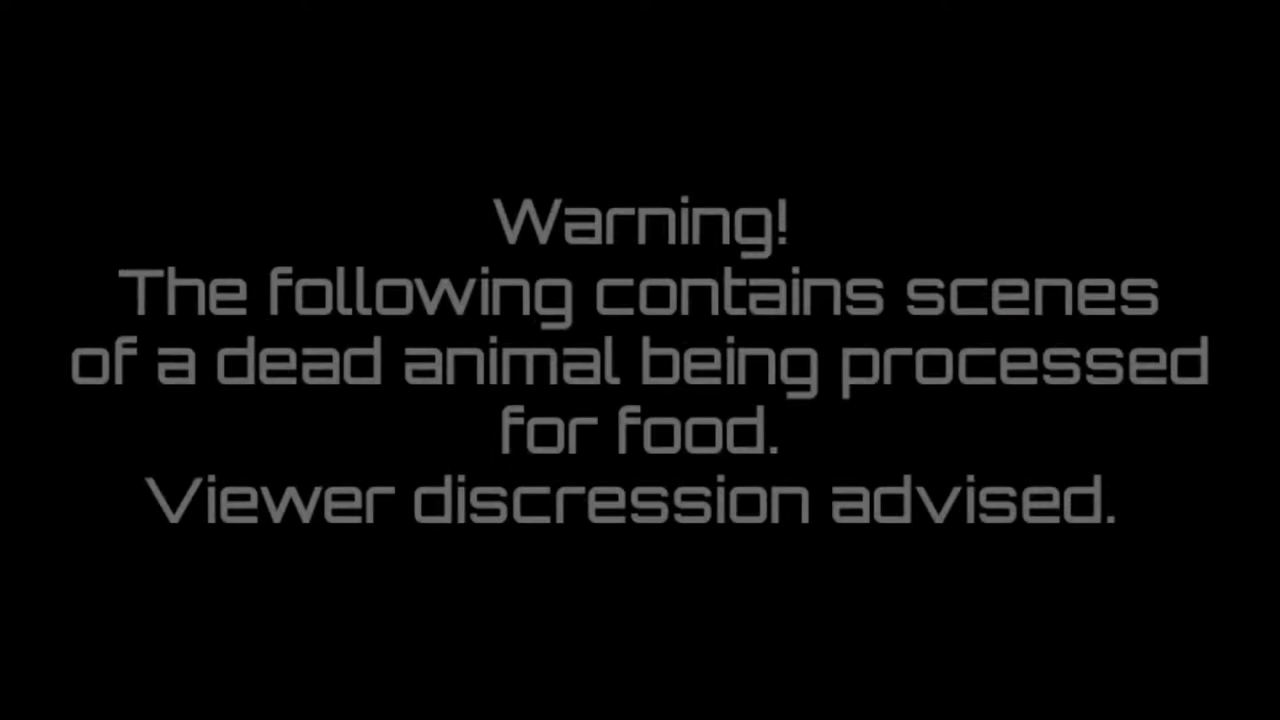 Warning!
The following contains scenes
of a dead animal being processed
for food.
Viewer discression advised.